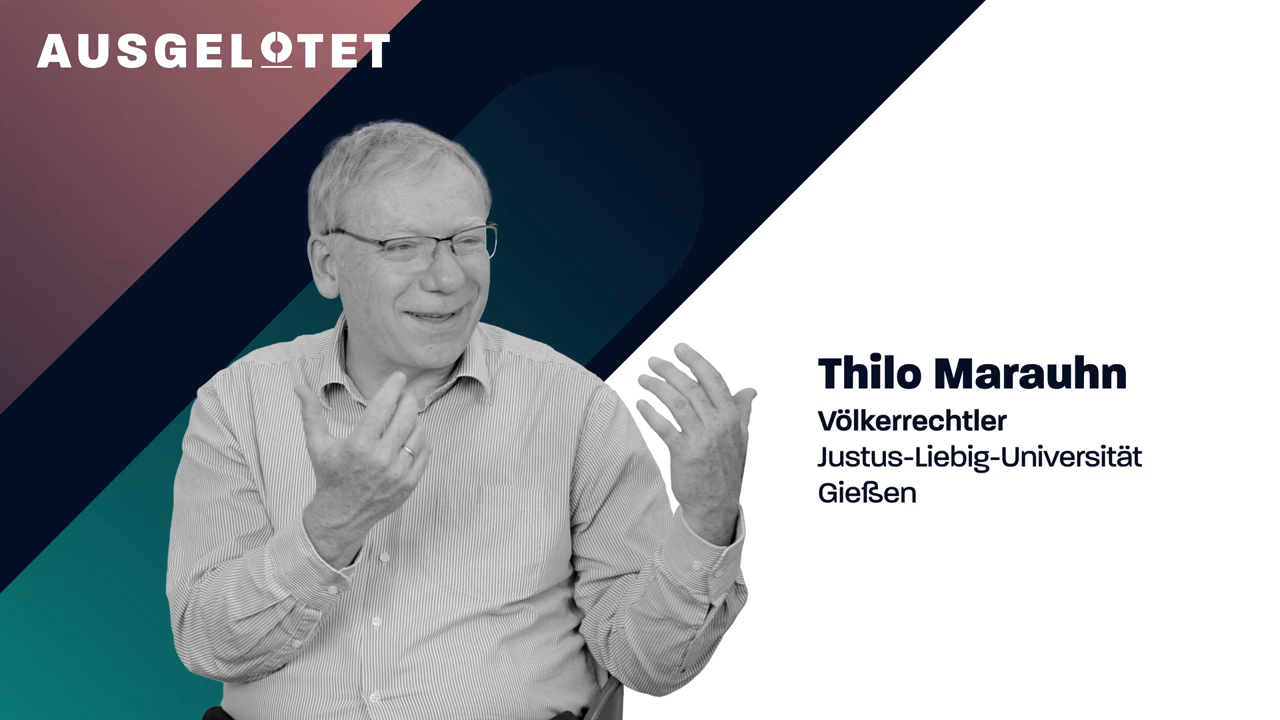 AUSGELOTET
Thilo Marauhn
Völkerrechtler
Justus-Liebig-Universität
Gießen